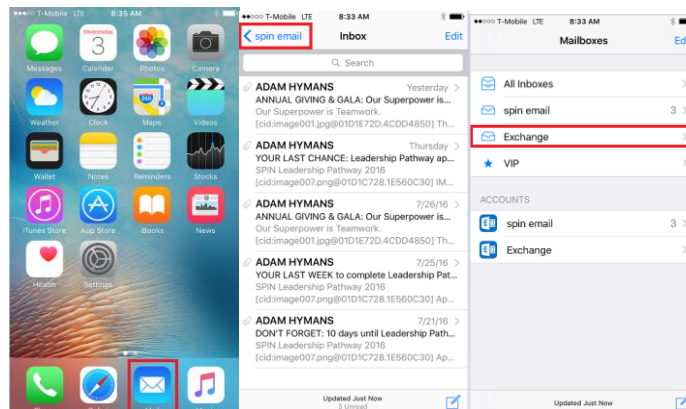 T-Mobile LTE 8:35 AM
Wednesday
3
Messages Calendar Photos Camera
280
Weather Clock Maps Videos
Wallet Notes Reminders Stocks
iTunes Store App Store iBooks News
Health Settings
T-Mobile LTE 8:33 AM
spin email Inbox Edit
Search
ADAM HYMANS Yesterday
ANNUAL GIVING & GALA: Our Superpower is...
Our Superpower is Teamwork.
[cid:image001.jpg@01D1E72D.4CDD4850] Th...
ADAM HYMANS Thursday
YOUR LAST CHANCE: Leadership Pathway ap...
SPIN Leadership Pathway 2016
[cid:image007.png@01D1C728.1E560C30] IM...
ADAM HYMANS 7/26/16
ANNUAL GIVING & GALA: Our Superpower is...
Our Superpower is Teamwork.
[cid:image001.jpg@01D1E72D.4CDD4850] Th...
ADAM HYMANS 7/25/16
YOUR LAST WEEK to complete Leadership Pat...
SPIN Leadership Pathway 2016
[cid:image007.png@01D1C728.1E560C30] Ap...
ADAM HYMANS 7/21/16
DON'T FORGET: 10 days until Leadership Path...
SPIN Leadership Pathway 2016
[cid:image007.png@01D1C728.1E560C30] Ap...
Updated Just Now
3 Unread
T-Mobile LTE 8:33 AM
Mailboxes Ed
All Inboxes
spin email 3
Exchange
VIP
ACCOUNTS
spin email 3
Exchange
Updated Just Now